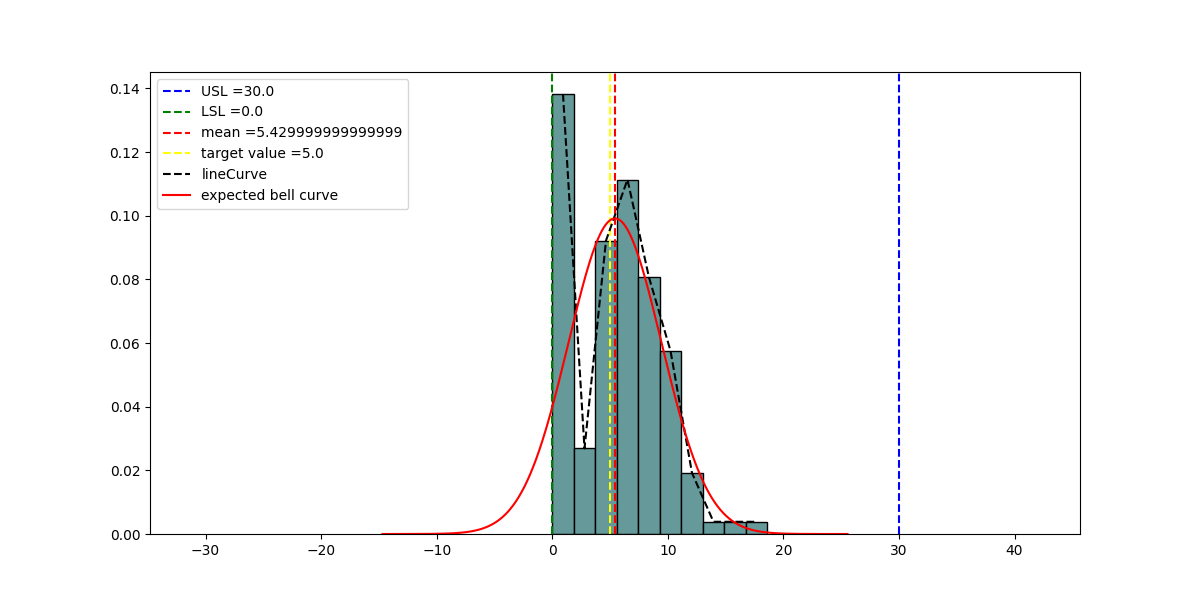 USL =30.0
LSL =0.0
mean =5.429999999999999
target value =5.0
lineCurve
expected bell curve
0.14
0.12
0.10
0.08
0.06
0.04
0.02
0.00
−30 −20 −10 0 10 20 30 40